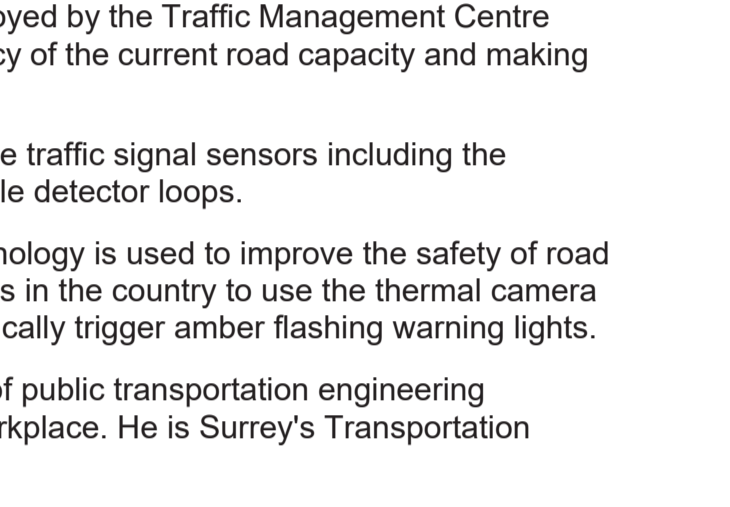 oyed by the Traffic Management Centre
cy of the current road capacity and making
e traffic signal sensors including the
le detector loops.
nology is used to improve the safety of road
s in the country to use the thermal camera
cally trigger amber flashing warning lights.
of public transportation engineering
rkplace. He is Surrey's Transportation